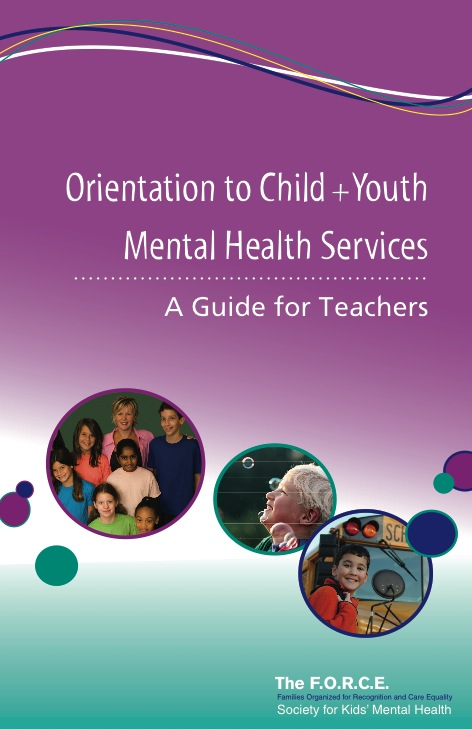 Orientation to Child + Youth
Mental Health Services
A Guide for Teachers
SCH
The F.O.R.C.E.
Families Organized for Recognition and Care Equality
Society for Kids' Mental Health